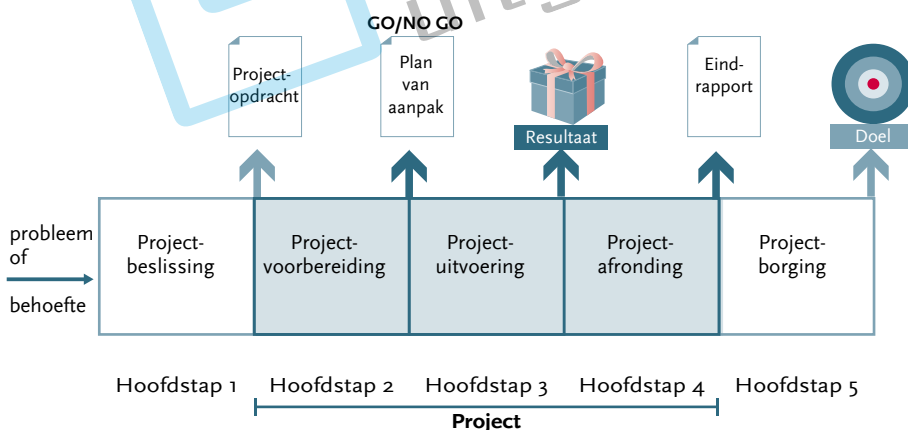 GO/NO GO
Project-
opdracht
Plan
van
aanpak
Resultaat
Eind-
rapport
Doel
probleem
of
behoefte
Project-
beslissing
Project-
voorbereiding
Project-
uitvoering
Project-
afronding
Project-
borging
Hoofdstap 1
Hoofdstap 2
Hoofdstap 3
Hoofdstap 4
Hoofdstap 5
Project